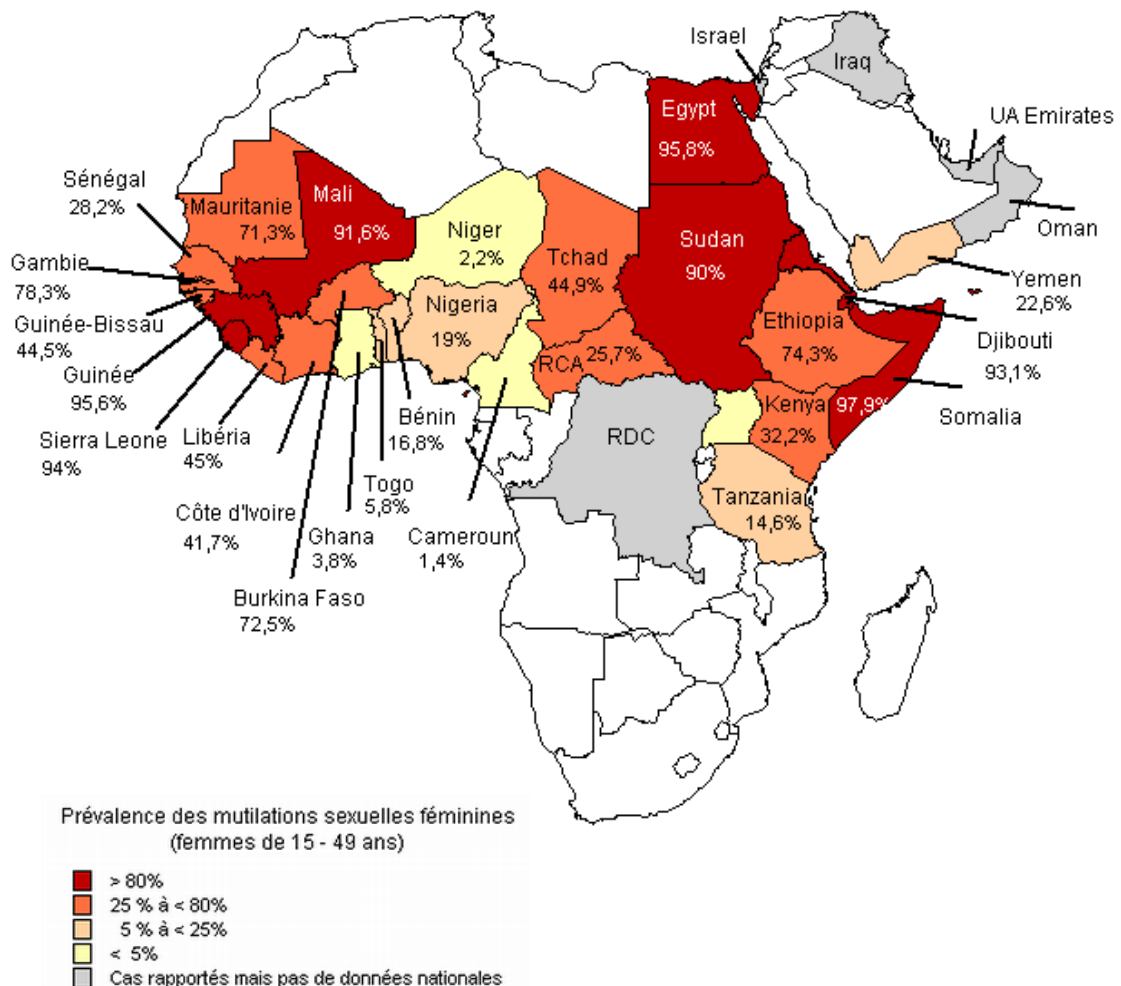 Israel
Iraq
UA Emirates
Egypt
95,8%
Sénégal
28,2%
Mauritanie
71,3%
Mali
91,6%
Niger
2,2%
Tchad
44,9%
Sudan
90%
Oman
Yemen
22,6%
Gambie
78,3%
Guinée-Bissau
44,5%
Guinée
95,6%
Sierra Leone
94%
Libéria
45%
Côte d'Ivoire
41,7%
Burkina Faso
72,5%
Ghana
3,8%
Togo
5,8%
Bénin
16,8%
Nigeria
19%
Cameroun
1,4%
RCA 25,7%
Ethiopia
74,3%
Djibouti
93,1%
Somalia
97,9%
Kenya
32,2%
RDC
Tanzania
14,6%
Prévalence des mutilations sexuelles féminines
(femmes de 15 - 49 ans)
> 80%
25 % à < 80%
5 % à < 25%
< 5%
Cas rapportés mais pas de données nationales